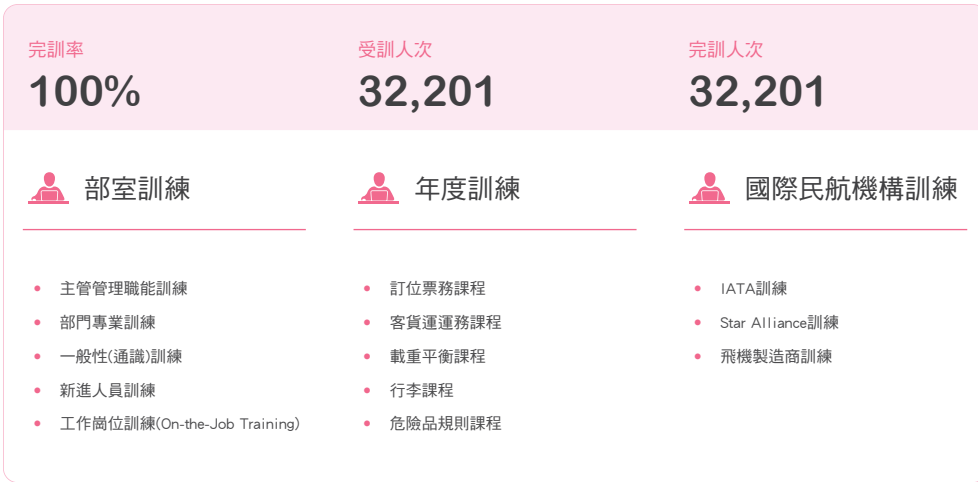 完訓率
100%
受訓人次
32,201
完訓人次
32,201
部室訓練
主管管理職能訓練
部門專業訓練
一般性(通識)訓練
新進人員訓練
工作崗位訓練(On-the-Job Training)
年度訓練
訂位票務課程
客貨運運務課程
載重平衡課程
行李課程
危險品規則課程
國際民航機構訓練
IATA訓練
Star Alliance訓練
飛機製造商訓練